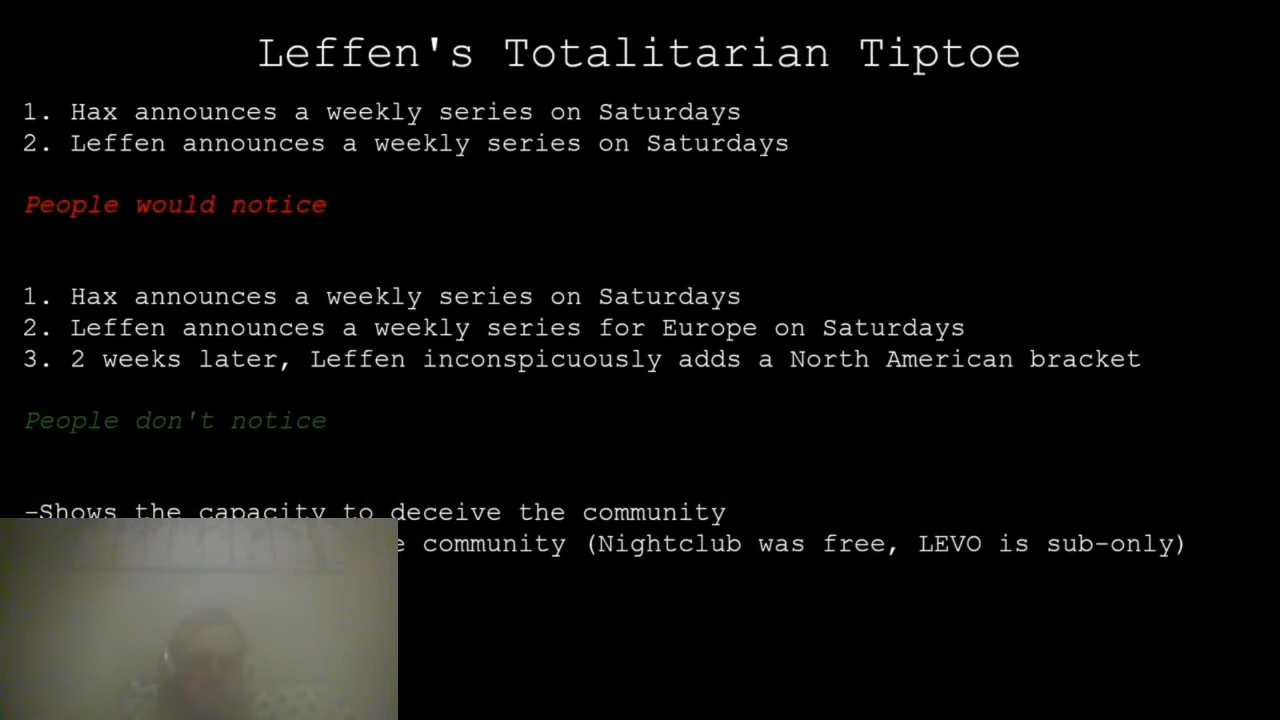 Leffen's Totalitarian Tiptoe
1. Hax announces a weekly series on Saturdays
2. Leffen announces a weekly series on Saturdays
People would notice
1. Hax announces a weekly series on Saturdays
2. Leffen announces a weekly series for Europe on Saturdays
3. 2 weeks later, Leffen inconspicuously adds a North American bracket
People don't notice
-Shows the capacity to deceive the community
community (Nightclub was free, LEVO is sub-only)